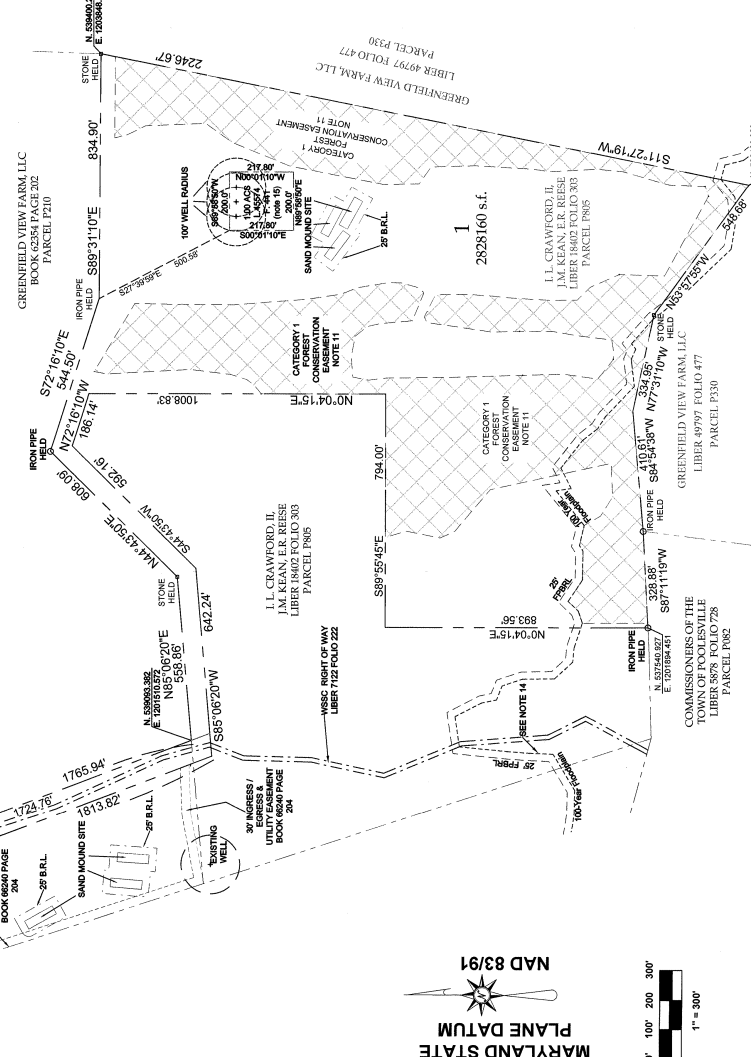 N. 539400.2
E. 1203848.
STONE
HELD
2246.67'
GREENFIELD VIEW FARM, LLC
LIBER 49797 FOLIO 477
PARCEL P330
GREENFIELD VIEW FARM, LLC
BOOK 62354 PAGE 202
PARCEL P210
834.90'
S89°31'10"E
IRON PIPE
HELD
CATEGORY 1
FOREST
CONSERVATION EASEMENT
NOTE 11
100' WELL RADIUS
217.80'
N00°01'10"W
S89°58'50"W
200.0'
1.00 ACS
L.45574
F. 441
(note 15)
200.0'
N89°58'50"E
217.80'
S00°01'10"E
SAND MOUND SITE
25' B.R.L.
S27°39'59"E
500.58'
S11°27'19"W
1
2828160 s.f.
I. L. CRAWFORD, II,
J.M. KEAN, E.R. REESE
LIBER 18402 FOLIO 303
PARCEL P805
548.68'
N53°57'55"W
STONE
HELD
S72°16'10"E
544.50'
N72°16'10"W
186.14'
IRON PIPE
HELD
CATEGORY 1
FOREST
CONSERVATION
EASEMENT
NOTE 11
1008.83'
N0°04'15"E
334.95'
N77°31'10"W
GREENFIELD VIEW FARM, LLC
LIBER 49797 FOLIO 477
PARCEL P330
CATEGORY 1
FOREST
CONSERVATION
EASEMENT
NOTE 11
410.61'
S84°54'38"W
608.09'
N44°43'50"E
592.16'
S44°43'50"W
794.00'
S89°55'45"E
100' Year
Floodplain
IRON PIPE
HELD
I. L. CRAWFORD, II,
J.M. KEAN, E.R. REESE
LIBER 18402 FOLIO 303
PARCEL P805
STONE
HELD
642.24'
S85°06'20"W
25'
FPBRL
328.88'
S87°11'19"W
893.56'
N0°04'15"E
IRON PIPE
HELD
N. 537540.927
E. 1201894.451
N. 539093.382
E. 1201510.572
N85°06'20"E
558.86'
WSSC RIGHT OF WAY
LIBER 7122 FOLIO 222
COMMISSIONERS OF THE
TOWN OF POOLESVILLE
LIBER 5878 FOLIO 728
PARCEL P082
SEE NOTE 14
25' FPBRL
100-Year Floodplain
1765.94'
1724.76'
1813.82'
30' INGRESS /
EGRESS &
UTILITY EASEMENT
BOOK 66240 PAGE
204
EXISTING
WELL
25' B.R.L.
SAND MOUND SITE
25' B.R.L.
BOOK 66240 PAGE
204
MARYLAND STATE
PLANE DATUM
N
NAD 83/91
0'
100'
200
300'
1" = 300'